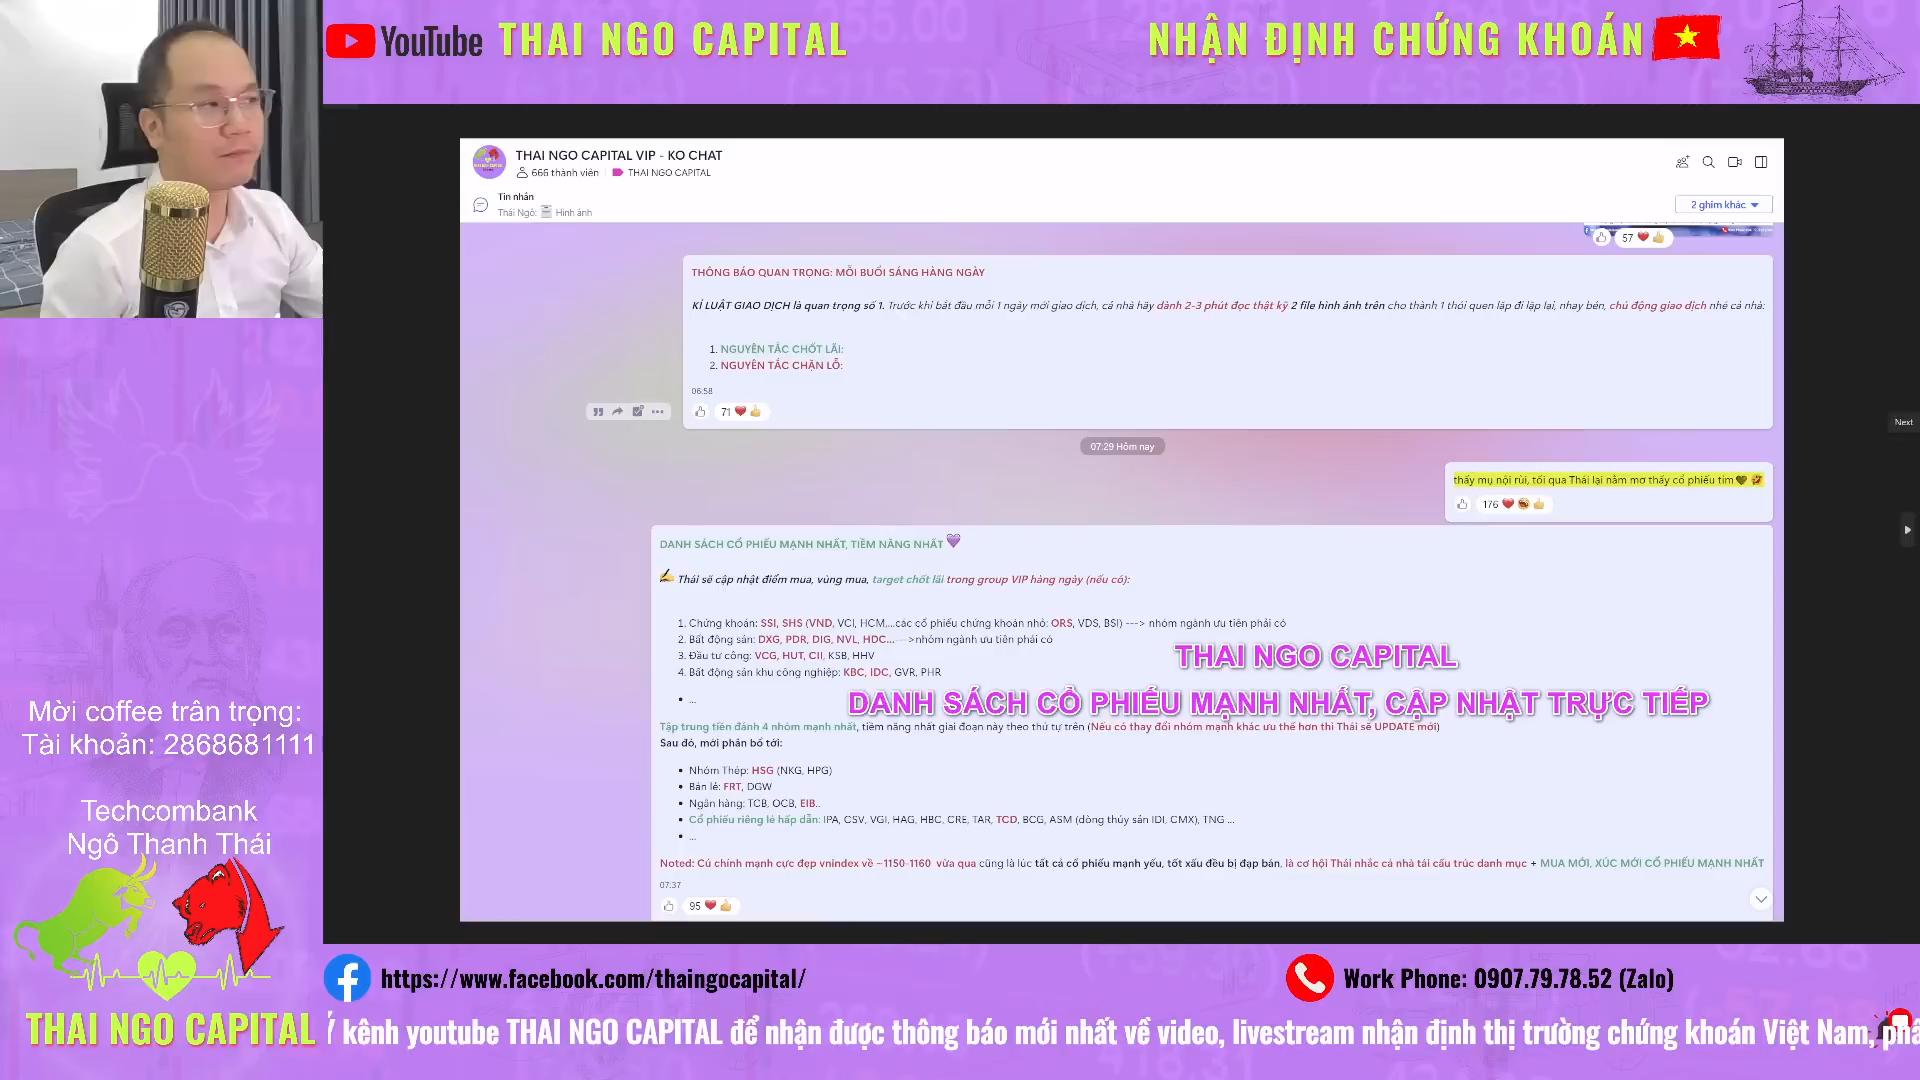 YouTube THAI NGO CAPITAL
NHẬN ĐỊNH CHỨNG KHOÁN
THAI NGO CAPITAL VIP - KO CHAT
666 thành viên THAI NGO CAPITAL
Tin nhắn
Thái Ngô: Hình ảnh
2 ghim khác
57
THÔNG BÁO QUAN TRỌNG: MỖI BUỔI SÁNG HÀNG NGÀY
KỈ LUẬT GIAO DỊCH là quan trọng số 1. Trước khi bắt đầu mỗi 1 ngày mới giao dịch, cả nhà hãy dành 2-3 phút đọc thật kỹ 2 file hình ảnh trên cho thành 1 thói quen lặp đi lặp lại, nhạy bén, chủ động giao dịch nhé cả nhà:
1. NGUYÊN TẮC CHỐT LÃI:
2. NGUYÊN TẮC CHẶN LỖ:
06:58
71
07:29 Hôm nay
thấy mụ nội rùi, tối qua Thái lại nằm mơ thấy cổ phiếu tím
176
DANH SÁCH CỔ PHIẾU MẠNH NHẤT, TIỀM NĂNG NHẤT
Thái sẽ cập nhật điểm mua, vùng mua, target chốt lãi trong group VIP hàng ngày (nếu có):
1. Chứng khoán: SSI, SHS (VND, VCI, HCM,...các cổ phiếu chứng khoán nhỏ: ORS, VDS, BSI) ---> nhóm ngành ưu tiên phải có
2. Bất động sản: DXG, PDR, DIG, NVL, HDC... --->nhóm ngành ưu tiên phải có
3. Đầu tư công: VCG, HUT, CII, KSB, HHV
4. Bất động sản khu công nghiệp: KBC, IDC, GVR, PHR
• ...
THAI NGO CAPITAL
DANH SÁCH CỔ PHIẾU MẠNH NHẤT, CẬP NHẬT TRỰC TIẾP
Tập trung tiền đánh 4 nhóm mạnh nhất, tiềm năng nhất giai đoạn này theo thứ tự trên (Nếu có thay đổi nhóm mạnh khác ưu thế hơn thì Thái sẽ UPDATE mới)
Sau đó, mới phân bổ tới:
• Nhóm Thép: HSG (NKG, HPG)
• Bán lẻ: FRT, DGW
• Ngân hàng: TCB, OCB, EIB..
• Cổ phiếu riêng lẻ hấp dẫn: IPA, CSV, VGI, HAG, HBC, CRE, TAR, TCD, BCG, ASM (dòng thủy sản IDI, CMX), TNG ...
• ...
Noted: Cú chỉnh mạnh cực đẹp vnindex về ~1150-1160 vừa qua cũng là lúc tất cả cổ phiếu mạnh yếu, tốt xấu đều bị đạp bán, là cơ hội Thái nhắc cả nhà tái cấu trúc danh mục + MUA MỚI, XÚC MỚI CỔ PHIẾU MẠNH NHẤT
07:37
95
Next
Mời coffee trân trọng:
Tài khoản: 2868681111
Techcombank
Ngô Thanh Thái
THAI NGO CAPITAL
https://www.facebook.com/thaingocapital/
Work Phone: 0907.79.78.52 (Zalo)
kênh youtube THAI NGO CAPITAL để nhận được thông báo mới nhất về video, livestream nhận định thị trường chứng khoán Việt Nam,